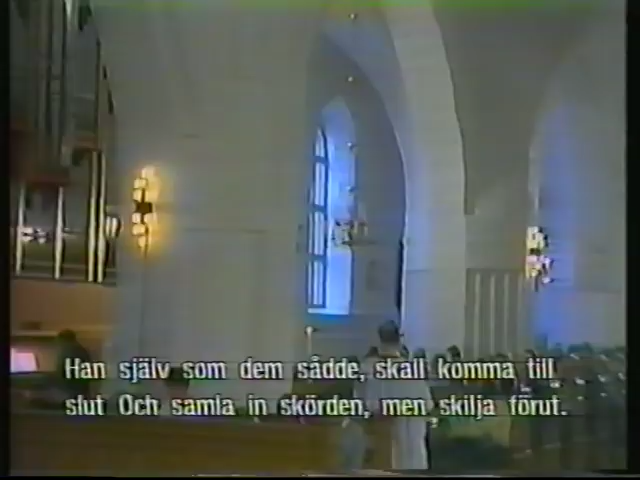 Han själv som dem sådde, skall komma till
slut Och samla in skörden, men skilja förut.